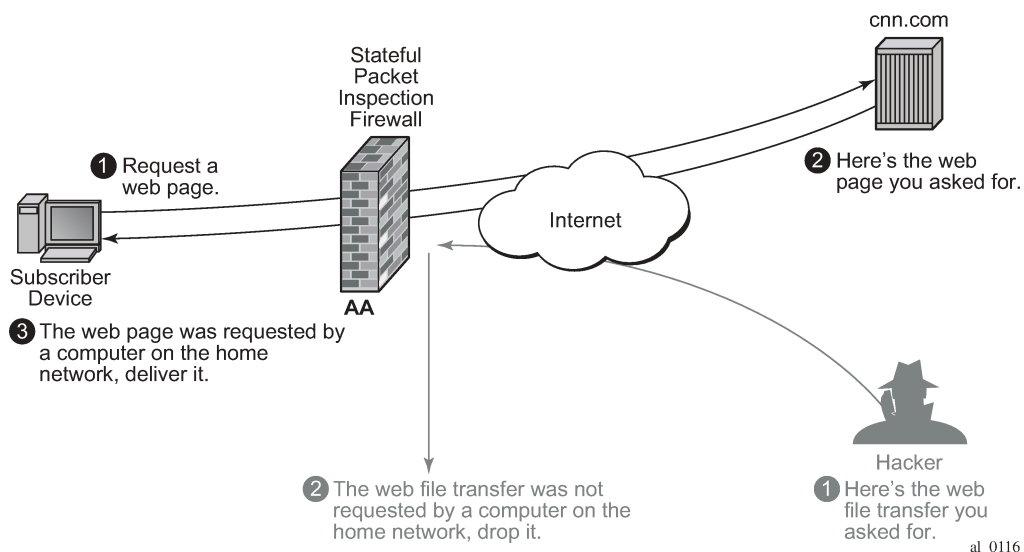 cnn.com
Stateful
Packet
Inspection
Firewall
1 Request a
web page.
2 Here's the web
page you asked for.
Internet
Subscriber
Device
AA
3 The web page was requested by
a computer on the home
network, deliver it.
Hacker
1 Here's the web
file transfer you
asked for.
2 The web file transfer was not
requested by a computer on the
home network, drop it.
al_0116